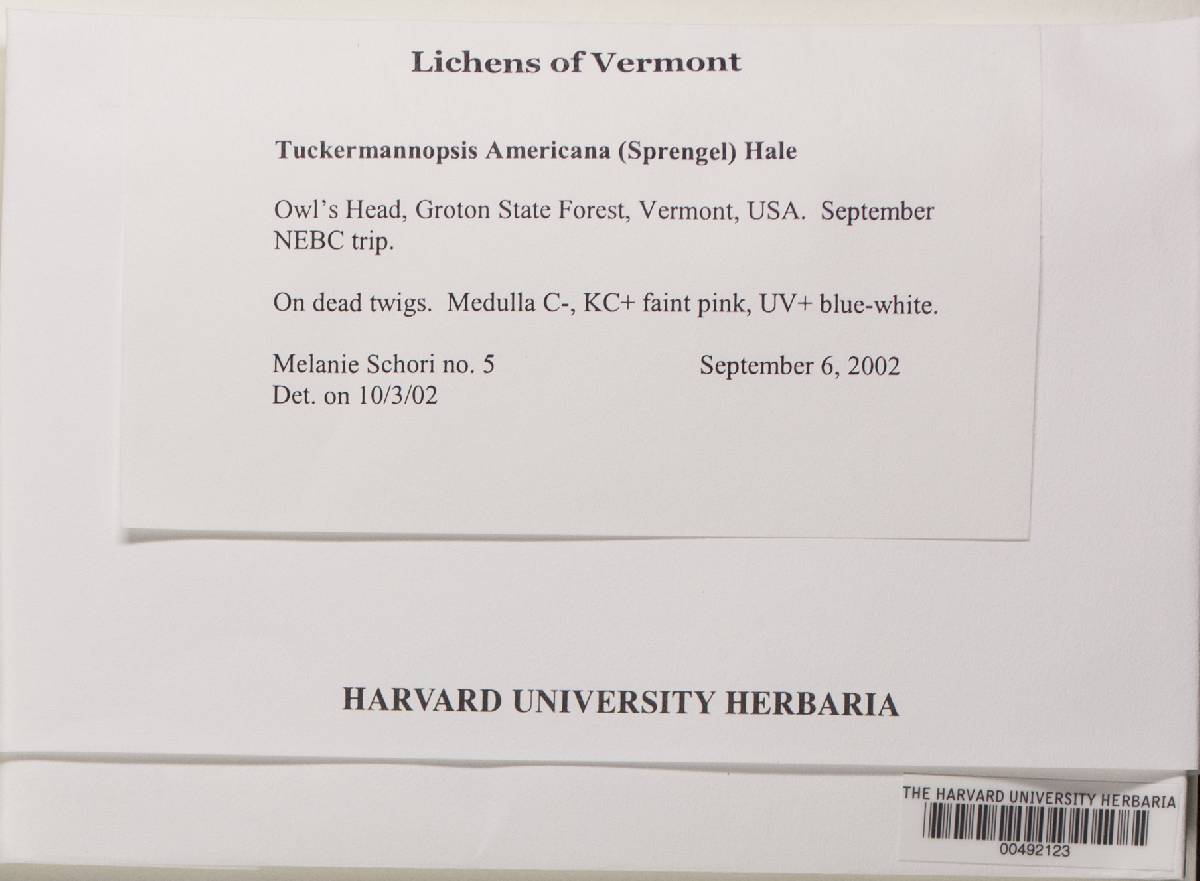 Lichens of Vermont
Tuckermannopsis Americana (Sprengel) Hale
Owl's Head, Groton State Forest, Vermont, USA. September
NEBC trip.
On dead twigs. Medulla C-, KC+ faint pink, UV+ blue-white.
Melanie Schori no. 5 September 6, 2002
Det. on 10/3/02
HARVARD UNIVERSITY HERBARIA
THE HARVARD UNIVERSITY HERBARIA
00492123